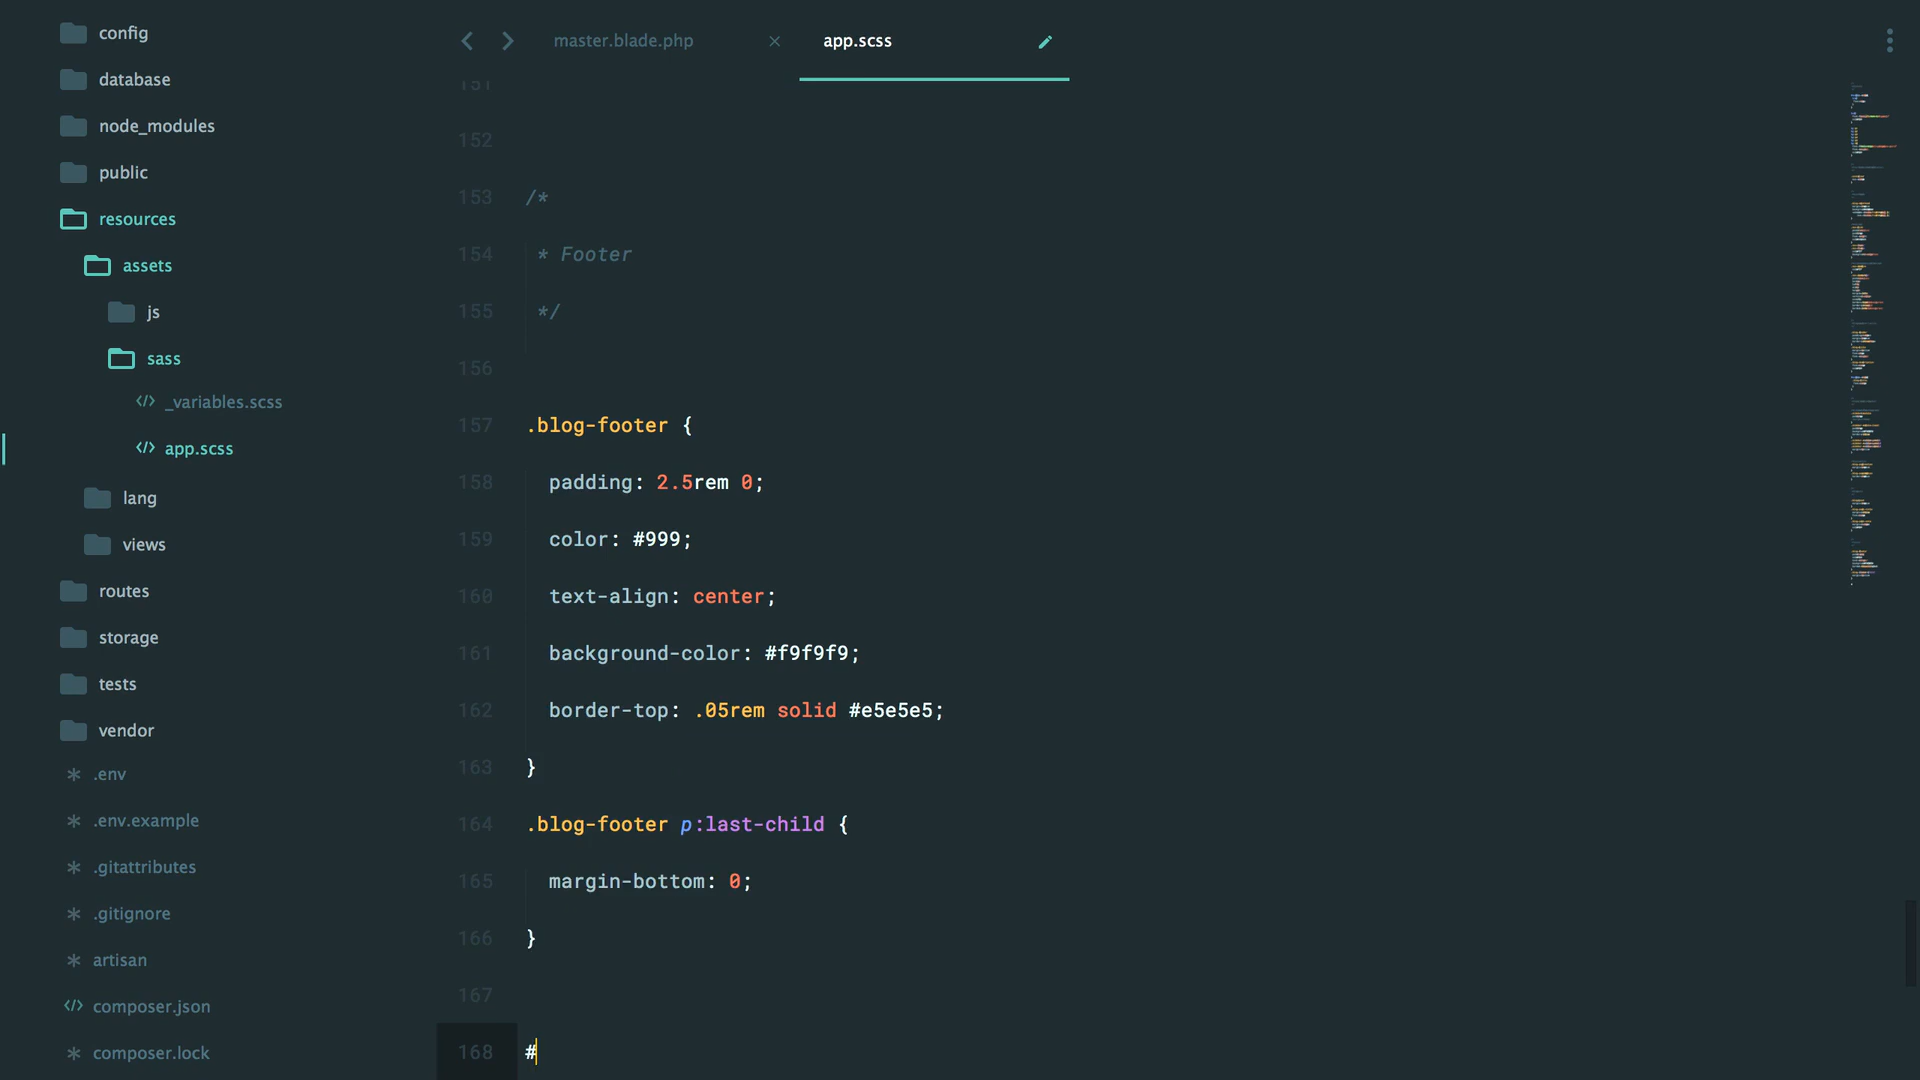 config
database
node_modules
public
resources
assets
js
sass
_variables.scss
app.scss
lang
views
routes
storage
tests
vendor
.env
.env.example
.gitattributes
.gitignore
artisan
composer.json
composer.lock
master.blade.php
app.scss
151
152
153 /*
154 * Footer
155 */
156
157 .blog-footer {
158 padding: 2.5rem 0;
159 color: #999;
160 text-align: center;
161 background-color: #f9f9f9;
162 border-top: .05rem solid #e5e5e5;
163 }
164 .blog-footer p:last-child {
165 margin-bottom: 0;
166 }
167
168 #